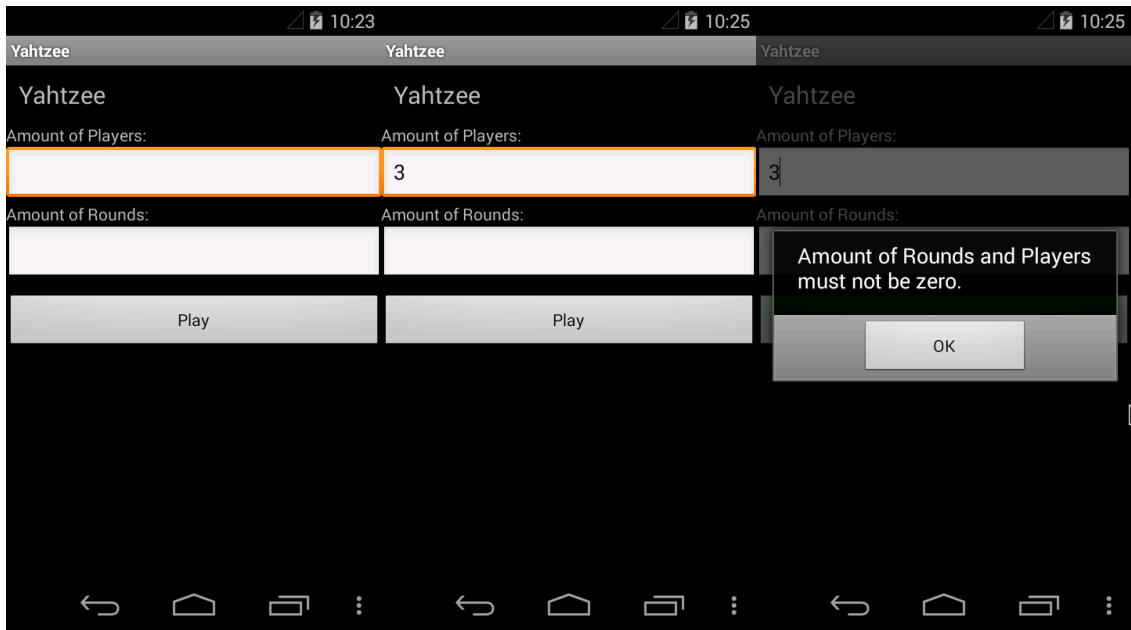 10:23
Yahtzee
Yahtzee
Amount of Players:
Amount of Rounds:
Play
10:25
Yahtzee
Yahtzee
Amount of Players:
3
Amount of Rounds:
Play
10:25
Yahtzee
Yahtzee
Amount of Players:
3
Amount of Rounds:
Amount of Rounds and Players
must not be zero.
OK